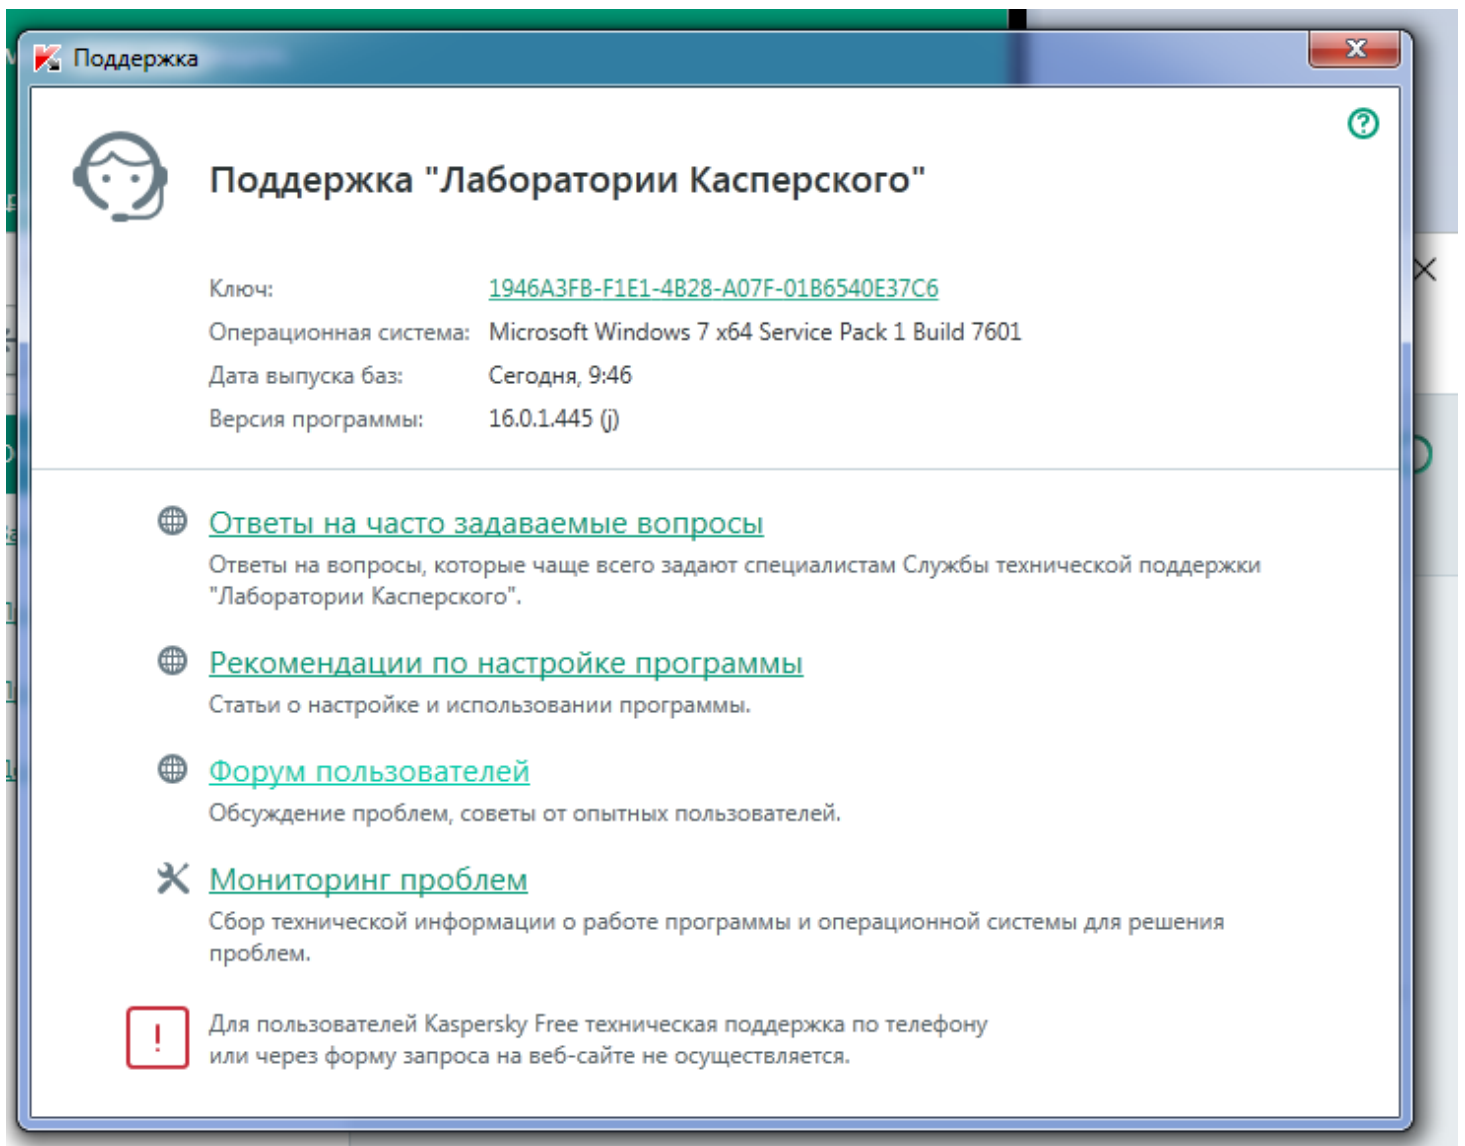 Поддержка
Поддержка "Лаборатории Касперского"
Ключ: 1946A3FB-F1E1-4B28-A07F-01B6540E37C6
Операционная система: Microsoft Windows 7 x64 Service Pack 1 Build 7601
Дата выпуска баз: Сегодня, 9:46
Версия программы: 16.0.1.445 (j)
Ответы на часто задаваемые вопросы
Ответы на вопросы, которые чаще всего задают специалистам Службы технической поддержки
"Лаборатории Касперского".
Рекомендации по настройке программы
Статьи о настройке и использовании программы.
Форум пользователей
Обсуждение проблем, советы от опытных пользователей.
Мониторинг проблем
Сбор технической информации о работе программы и операционной системы для решения
проблем.
Для пользователей Kaspersky Free техническая поддержка по телефону
или через форму запроса на веб-сайте не осуществляется.